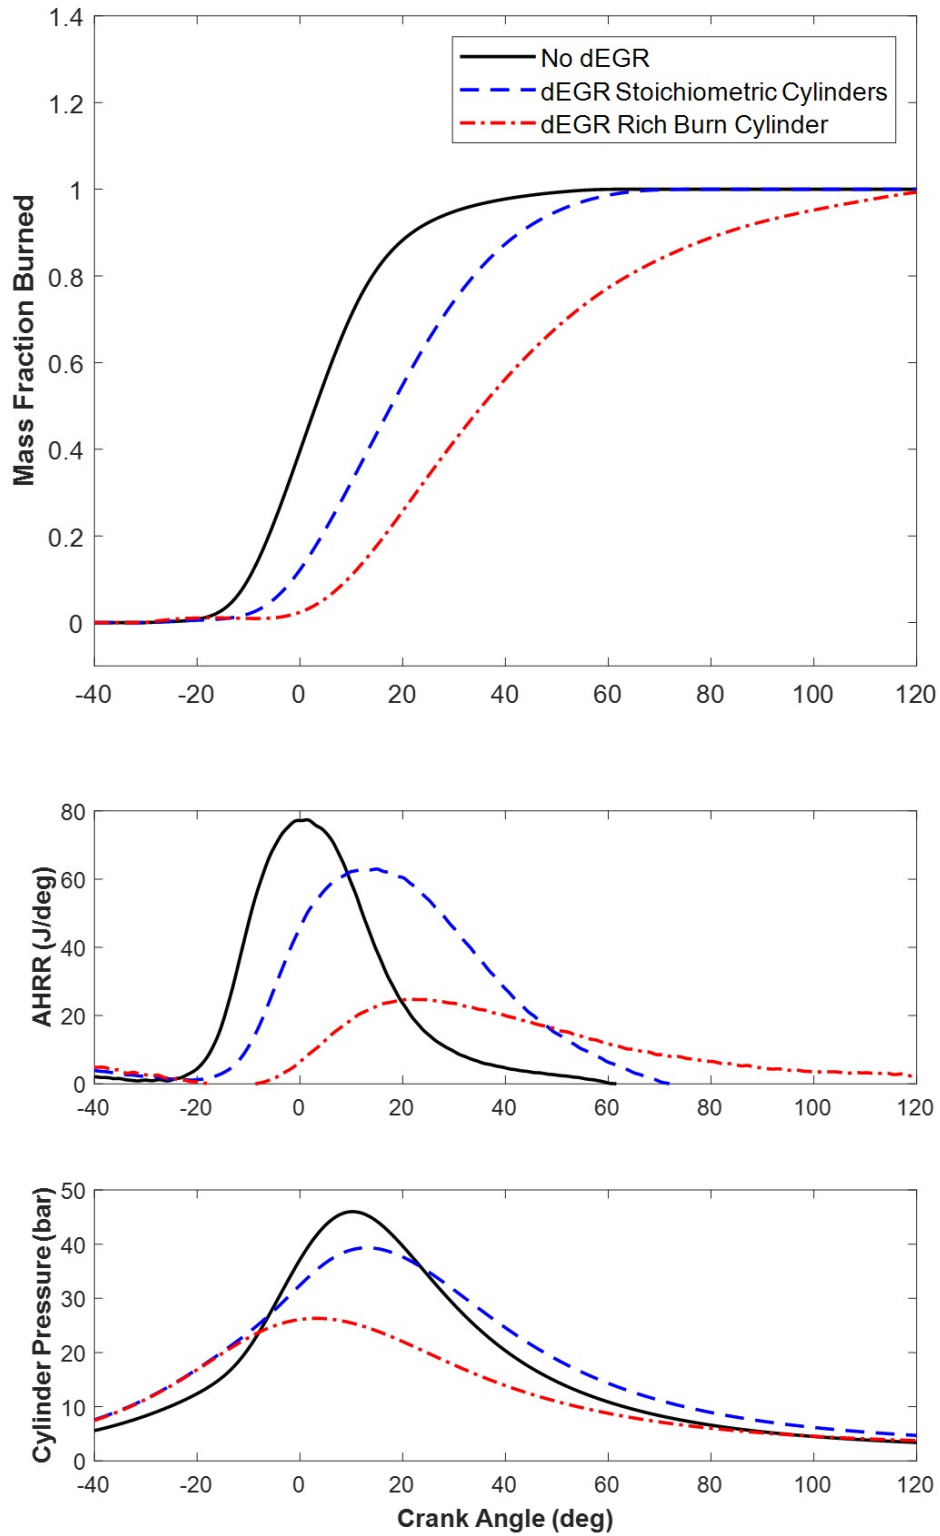 1.4
1.2
1
0.8
0.6
0.4
0.2
0
Mass Fraction Burned
No dEGR
dEGR Stoichiometric Cylinders
dEGR Rich Burn Cylinder
-40 -20 0 20 40 60 80 100 120
80
60
40
20
0
AHRR (J/deg)
-40 -20 0 20 40 60 80 100 120
50
40
30
20
10
0
Cylinder Pressure (bar)
-40 -20 0 20 40 60 80 100 120
Crank Angle (deg)